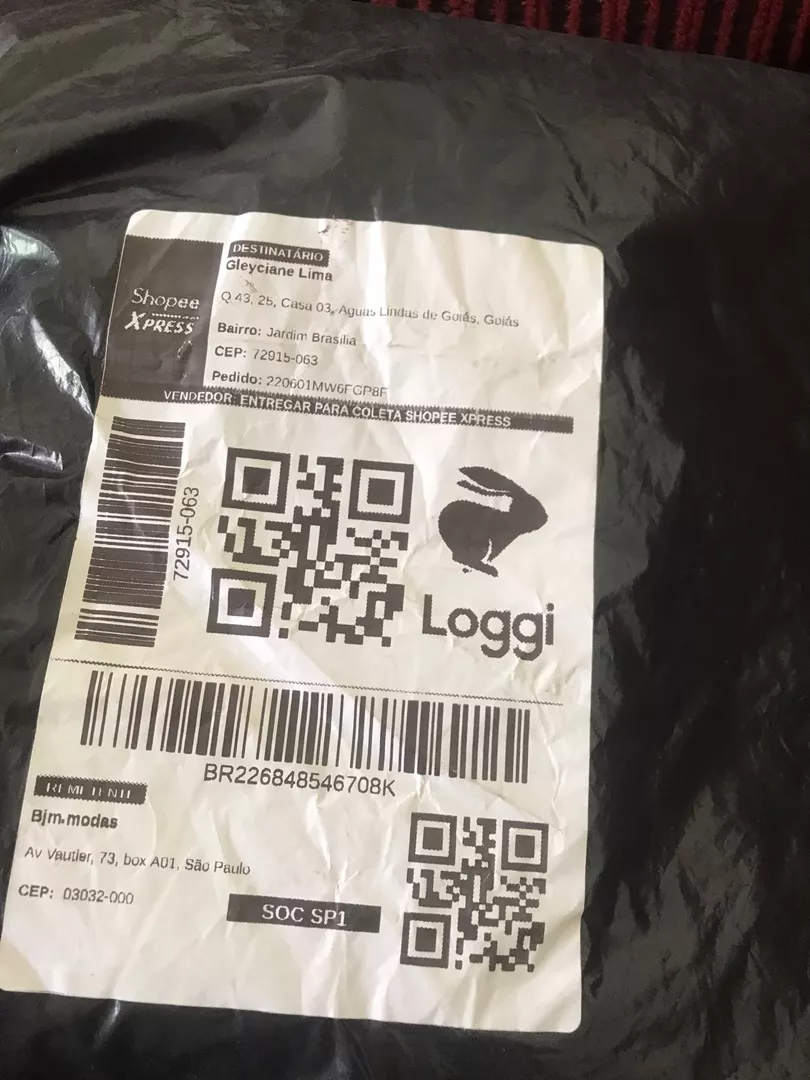 DESTINATÁRIO
Gleyciane Lima
Shopee
XPRESS
Q 43, 25, Casa 03, Aguas Lindas de Goiás, Goiás
Bairro: Jardim Brasilia
CEP: 72915-063
Pedido: 220601MW6FGP8F
VENDEDOR: ENTREGAR PARA COLETA SHOPEE XPRESS
72915-063
Loggi
BR226848546708K
REMETENTE
Bjm.modas
Av Vautier, 73, box A01, São Paulo
CEP: 03032-000
SOC SP1